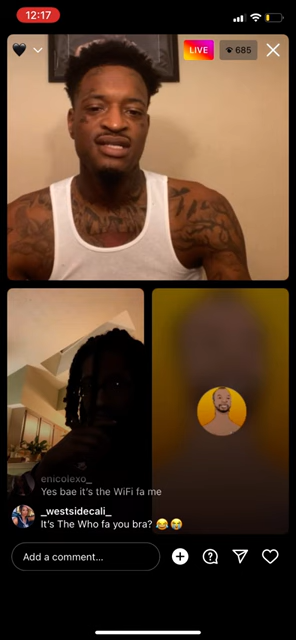 12:17
LIVE
685
enicolexo_
Yes bae it's the WiFi fa me
_westsidecali_
It's The Who fa you bra? 😂😂
Add a comment...